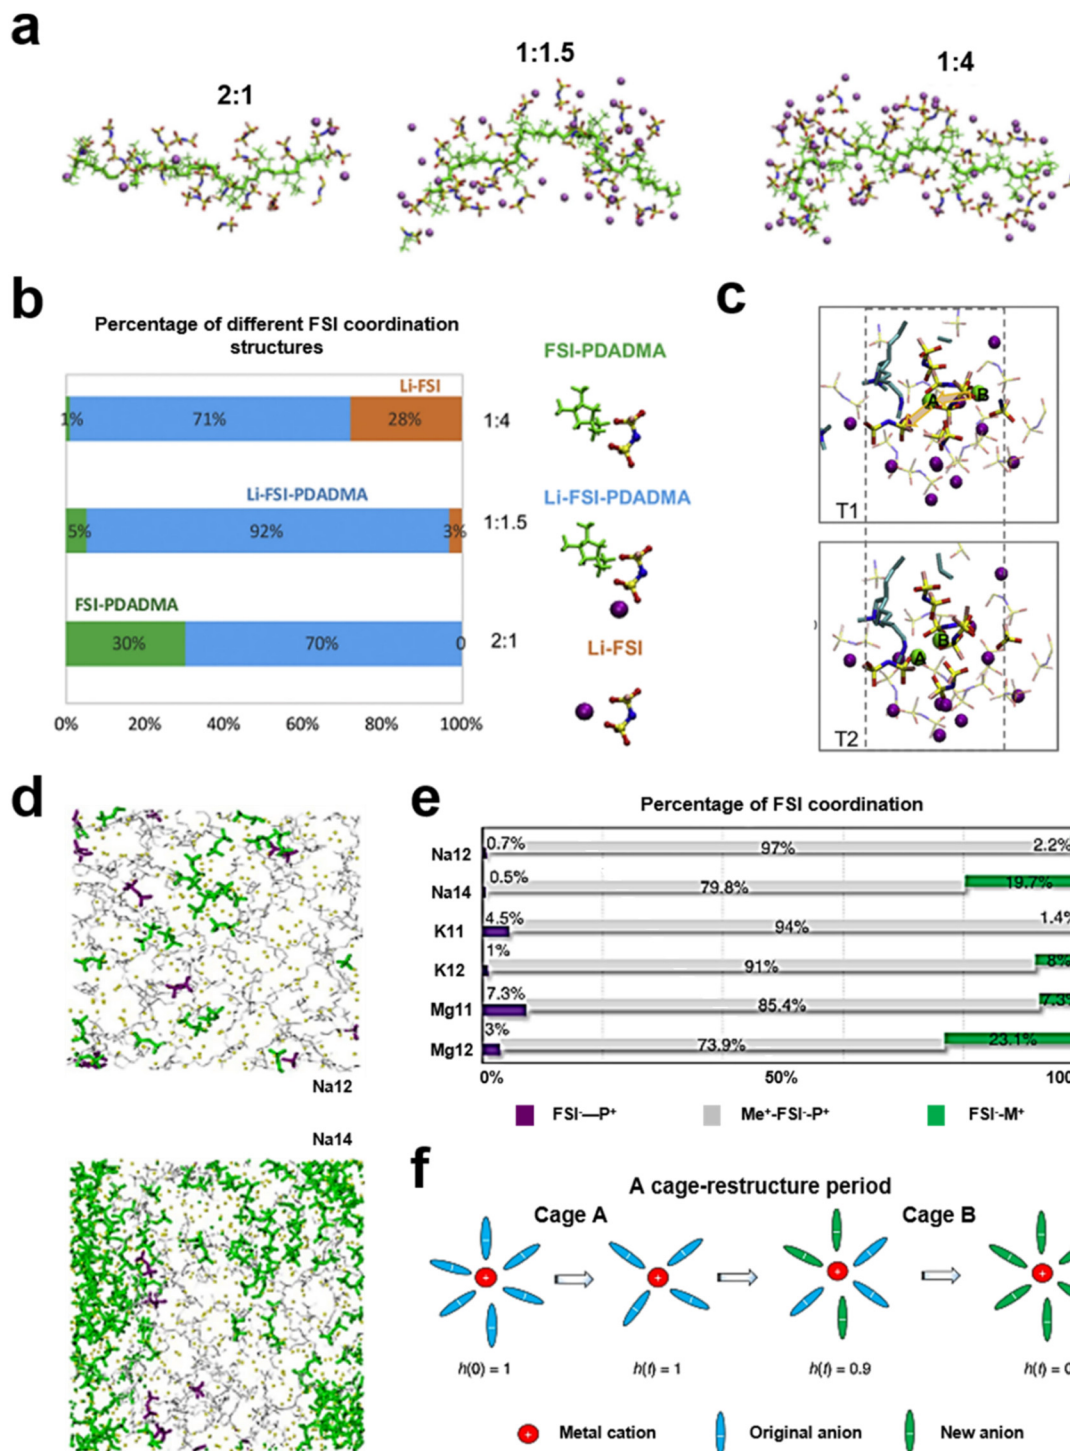 a
2:1
1:1.5
1:4
b
Percentage of different FSI coordination
structures
Li-FSI
1%
71%
28%
1:4
Li-FSI-PDADMA
5%
92%
3%
1:1.5
FSI-PDADMA
30%
70%
0
2:1
0%
20%
40%
60%
80%
100%
FSI-PDADMA
Li-FSI-PDADMA
Li-FSI
c
A
B
T1
A
B
T2
d
Na12
Na14
e
Percentage of FSI coordination
Na12
0.7%
97%
2.2%
Na14
0.5%
79.8%
19.7%
K11
4.5%
94%
1.4%
K12
1%
91%
8%
Mg11
7.3%
85.4%
7.3%
Mg12
3%
73.9%
23.1%
0%
50%
100
FSI⁻—P⁺
Me⁺-FSI⁻-P⁺
FSI⁻-M⁺
f
A cage-restructure period
Cage A
Cage B
h(0) = 1
h(t) = 1
h(t) = 0.9
h(t) = 0
Metal cation
Original anion
New anion